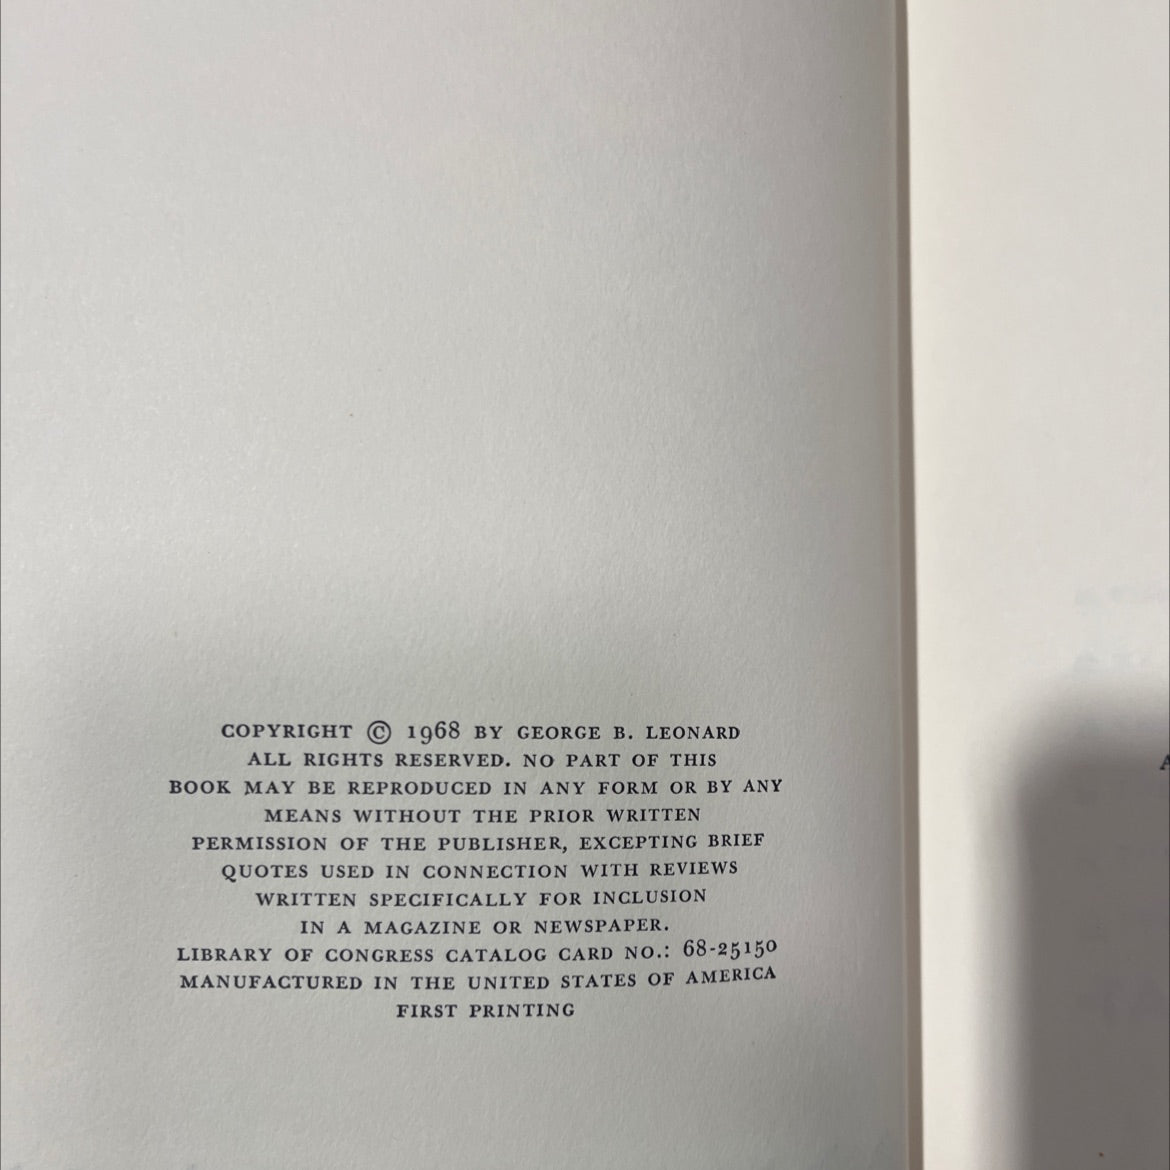 COPYRIGHT © 1968 BY GEORGE B. LEONARD
ALL RIGHTS RESERVED. NO PART OF THIS
BOOK MAY BE REPRODUCED IN ANY FORM OR BY ANY
MEANS WITHOUT THE PRIOR WRITTEN
PERMISSION OF THE PUBLISHER, EXCEPTING BRIEF
QUOTES USED IN CONNECTION WITH REVIEWS
WRITTEN SPECIFICALLY FOR INCLUSION
IN A MAGAZINE OR NEWSPAPER.
LIBRARY OF CONGRESS CATALOG CARD NO.: 68-25150
MANUFACTURED IN THE UNITED STATES OF AMERICA
FIRST PRINTING